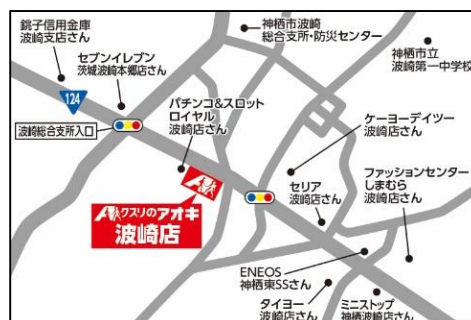 銚子信用金庫
波崎支店さん
セブンイレブン
茨城波崎本郷店さん
神栖市波崎
総合支所・防災センター
神栖市立
波崎第一中学校
124
波崎総合支所入口
パチンコ&スロット
ロイヤル
波崎店さん
ケーヨーデイツー
波崎店さん
クスリのアオキ
波崎店
セリア
波崎店さん
ファッションセンター
しまむら
波崎店さん
ENEOS
神栖東SSさん
タイヨー
波崎店さん
ミニストップ
神栖波崎店さん